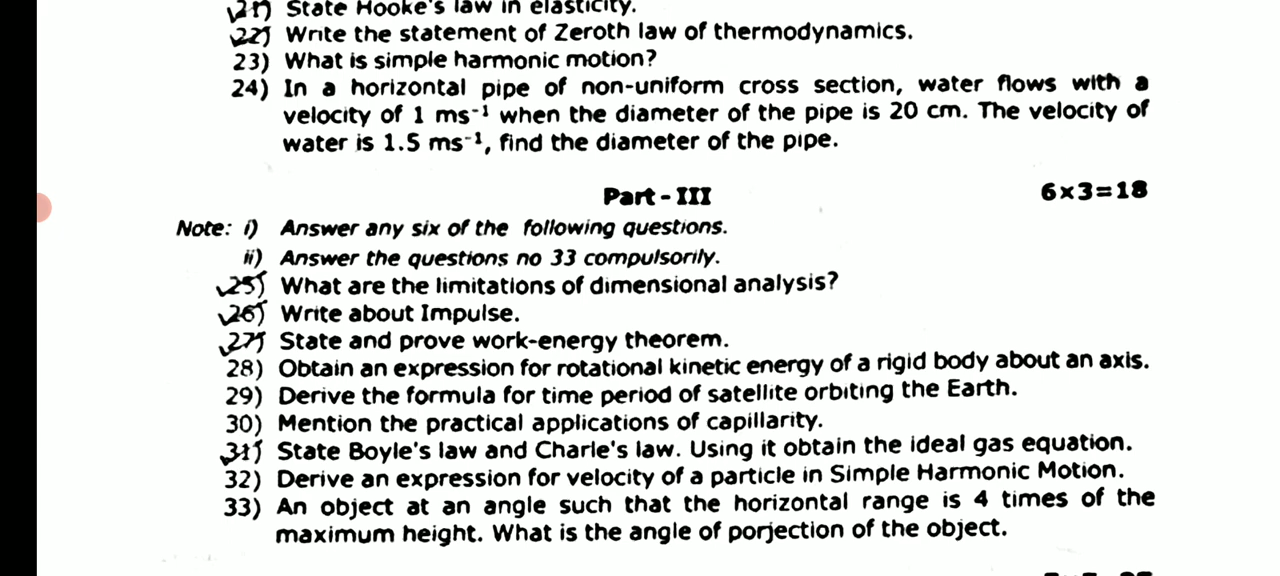 21) State Hooke's law in elasticity.
22) Write the statement of Zeroth law of thermodynamics.
23) What is simple harmonic motion?
24) In a horizontal pipe of non-uniform cross section, water flows with a
velocity of 1 ms⁻¹ when the diameter of the pipe is 20 cm. The velocity of
water is 1.5 ms⁻¹, find the diameter of the pipe.
Part - III 6×3=18
Note: i) Answer any six of the following questions.
ii) Answer the questions no 33 compulsorily.
25) What are the limitations of dimensional analysis?
26) Write about Impulse.
27) State and prove work-energy theorem.
28) Obtain an expression for rotational kinetic energy of a rigid body about an axis.
29) Derive the formula for time period of satellite orbiting the Earth.
30) Mention the practical applications of capillarity.
31) State Boyle's law and Charle's law. Using it obtain the ideal gas equation.
32) Derive an expression for velocity of a particle in Simple Harmonic Motion.
33) An object at an angle such that the horizontal range is 4 times of the
maximum height. What is the angle of porjection of the object.